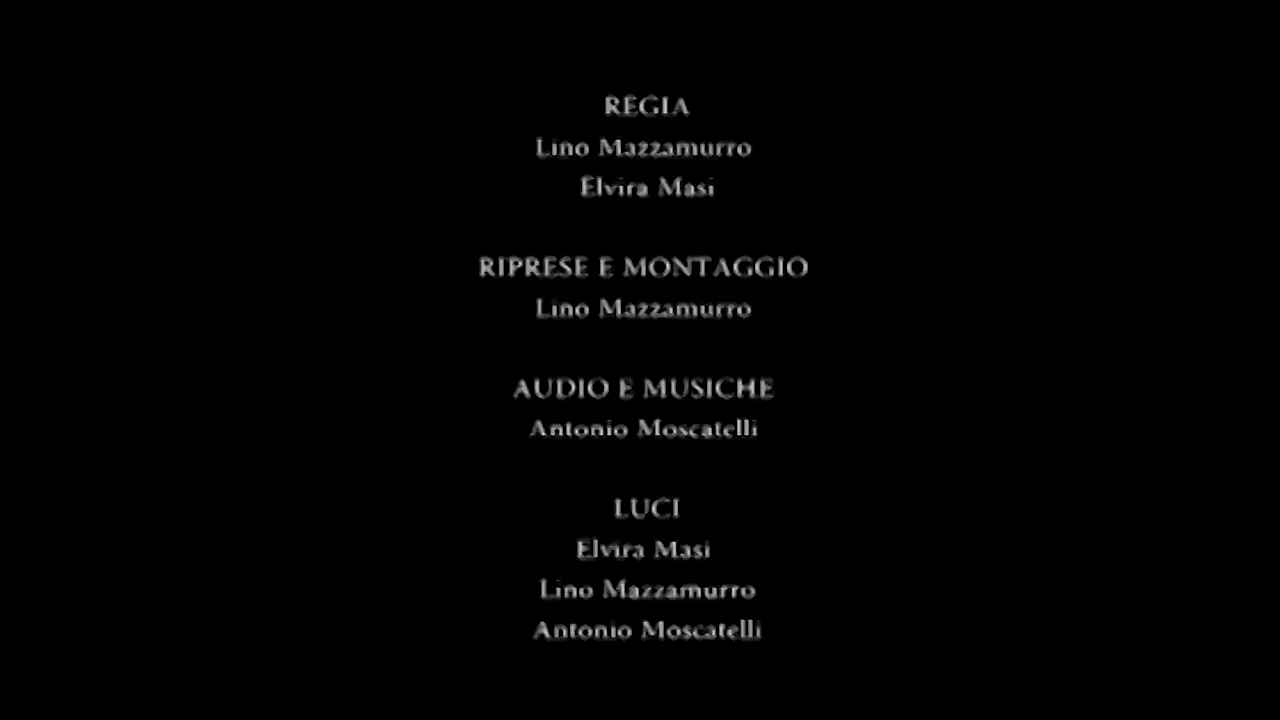 REGIA
Lino Mazzamurro
Elvira Masi
RIPRESE E MONTAGGIO
Lino Mazzamurro
AUDIO E MUSICHE
Antonio Moscatelli
LUCI
Elvira Masi
Lino Mazzamurro
Antonio Moscatelli